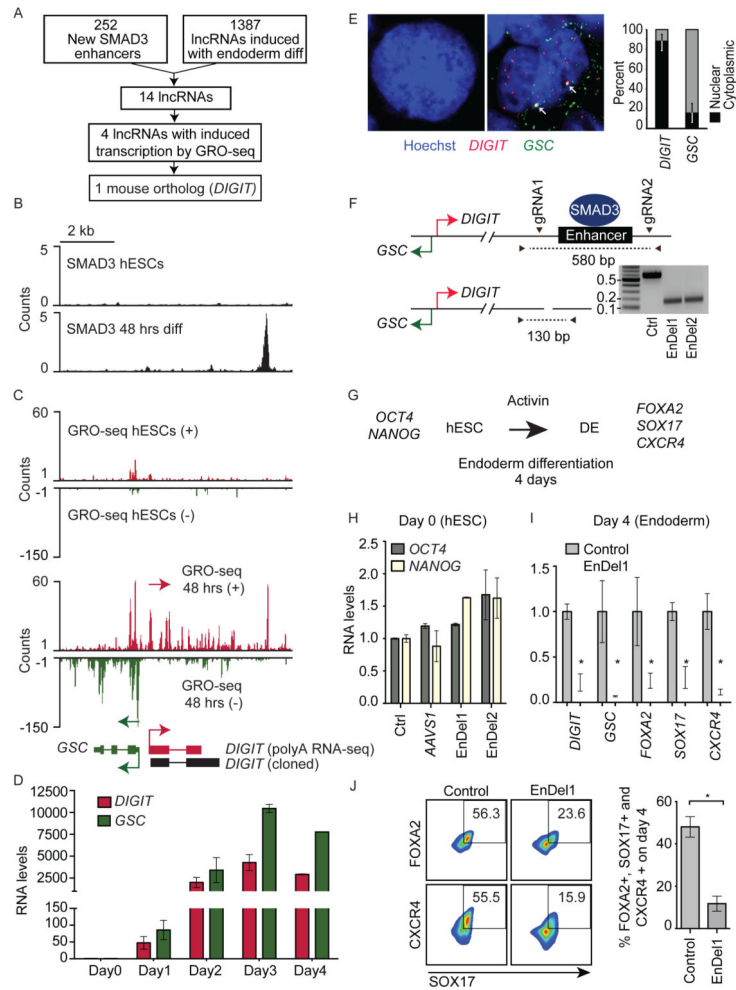 A
252
New SMAD3
enhancers
1387
lncRNAs induced
with endoderm diff
14 lncRNAs
4 lncRNAs with induced
transcription by GRO-seq
1 mouse ortholog (DIGIT)
B
2 kb
5
SMAD3 hESCs
0
Counts
5
SMAD3 48 hrs diff
0
C
60
GRO-seq hESCs (+)
Counts
1
-1
GRO-seq hESCs (-)
-150
60
GRO-seq
48 hrs (+)
Counts
1
-1
GRO-seq
48 hrs (-)
-150
GSC
DIGIT (polyA RNA-seq)
DIGIT (cloned)
D
RNA levels
DIGIT
GSC
12500
10000
7500
5000
2500
150
100
50
0
Day0 Day1 Day2 Day3 Day4
E
Hoechst DIGIT GSC
Percent
100
80
60
40
20
0
DIGIT
GSC
Nuclear
Cytoplasmic
F
DIGIT
GSC
gRNA1
SMAD3
gRNA2
Enhancer
580 bp
DIGIT
GSC
130 bp
0.5
0.2
0.1
Ctrl
EnDel1
EnDel2
G
OCT4
NANOG
hESC
Activin
DE
FOXA2
SOX17
CXCR4
Endoderm differentiation
4 days
H
Day 0 (hESC)
OCT4
NANOG
RNA levels
2.5
2.0
1.5
1.0
0.5
0.0
Ctrl
AAVS1
EnDel1
EnDel2
I
Day 4 (Endoderm)
Control
EnDel1
1.5
1.0
0.5
0.0
* * * * *
DIGIT
GSC
FOXA2
SOX17
CXCR4
J
Control
EnDel1
FOXA2
56.3
23.6
CXCR4
55.5
15.9
SOX17
% FOXA2+, SOX17+ and
CXCR4 + on day 4
60
40
20
0
*
Control
EnDel1